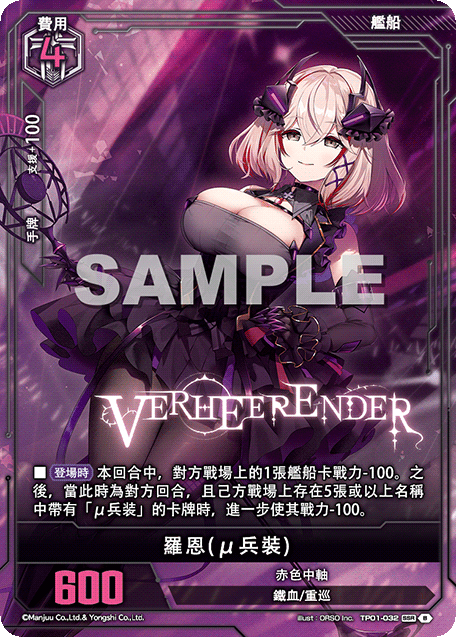 費用
4
艦船
手牌
支援+100
SAMPLE
VERHEERENDER
■ 登場時 本回合中，對方戰場上的1張艦船卡戰力-100。之
後，當此時為對方回合，且己方戰場上存在5張或以上名稱
中帶有「μ兵裝」的卡牌時，進一步使其戰力-100。
羅恩(μ兵裝)
600
赤色中軸
鐵血/重巡
©Manjuu Co.,Ltd.& Yongshi Co.,Ltd.
illust : ORSO Inc. TP01-032 SSR